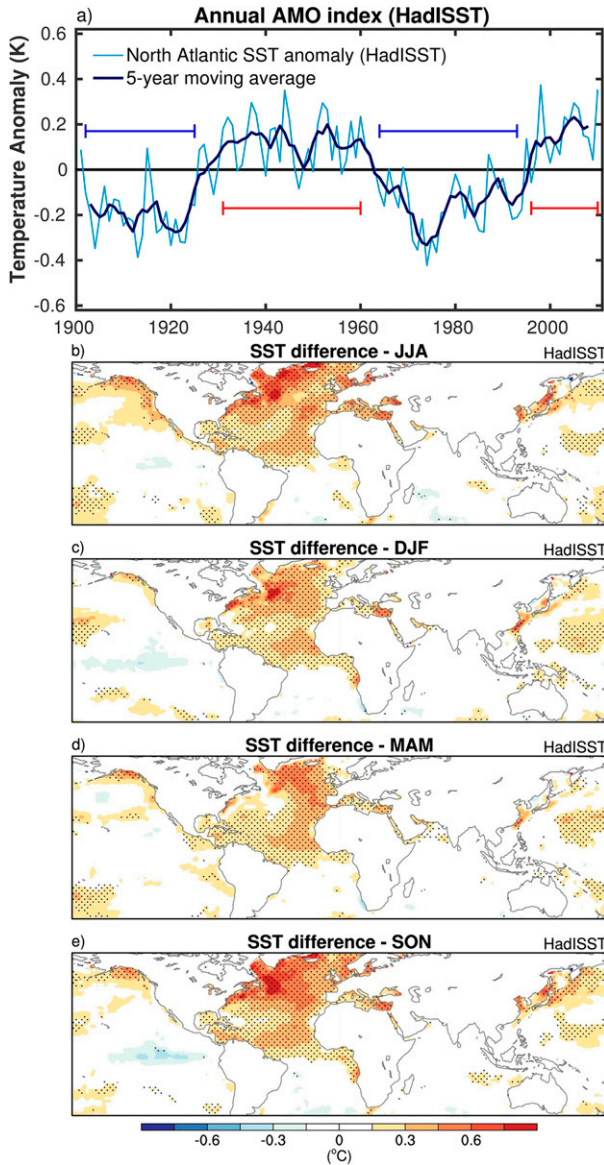 a) Annual AMO index (HadISST)
North Atlantic SST anomaly (HadISST)
5-year moving average
Temperature Anomaly (K)
0.6
0.4
0.2
0
-0.2
-0.4
-0.6
1900 1920 1940 1960 1980 2000
b) SST difference - JJA HadISST
c) SST difference - DJF HadISST
d) SST difference - MAM HadISST
e) SST difference - SON HadISST
-0.6 -0.3 0 0.3 0.6
(°C)